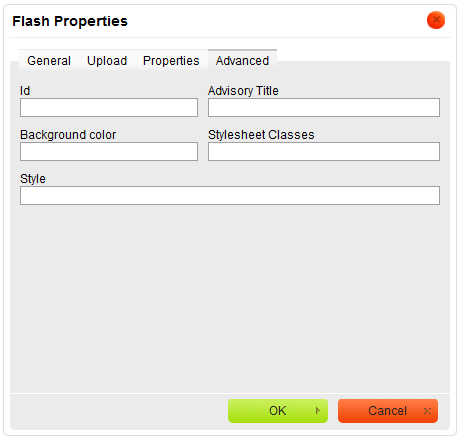 Flash Properties
General Upload Properties Advanced
Id Advisory Title
Background color Stylesheet Classes
Style
OK Cancel